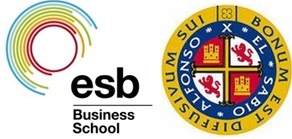 esb
Business
School
ALFONSO X EL SABIO
BONUM EST DIFFUSIVUM SUI